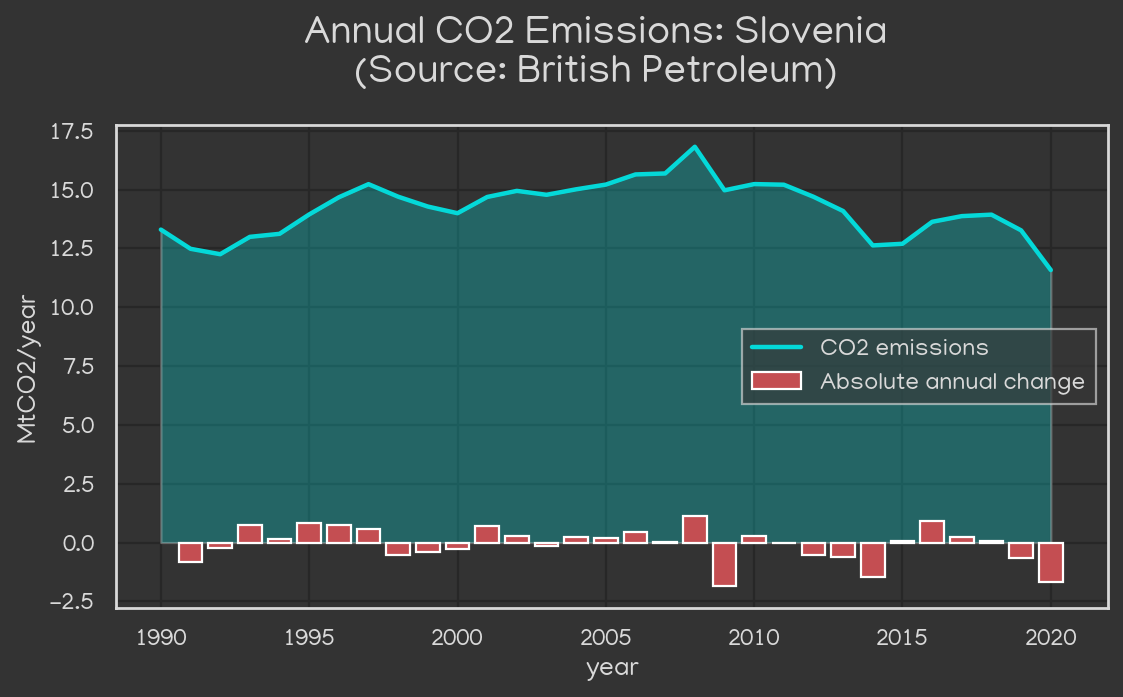 Annual CO2 Emissions: Slovenia
(Source: British Petroleum)
17.5
15.0
12.5
10.0
7.5
5.0
2.5
0.0
−2.5
MtCO2/year
CO2 emissions
Absolute annual change
1990 1995 2000 2005 2010 2015 2020
year